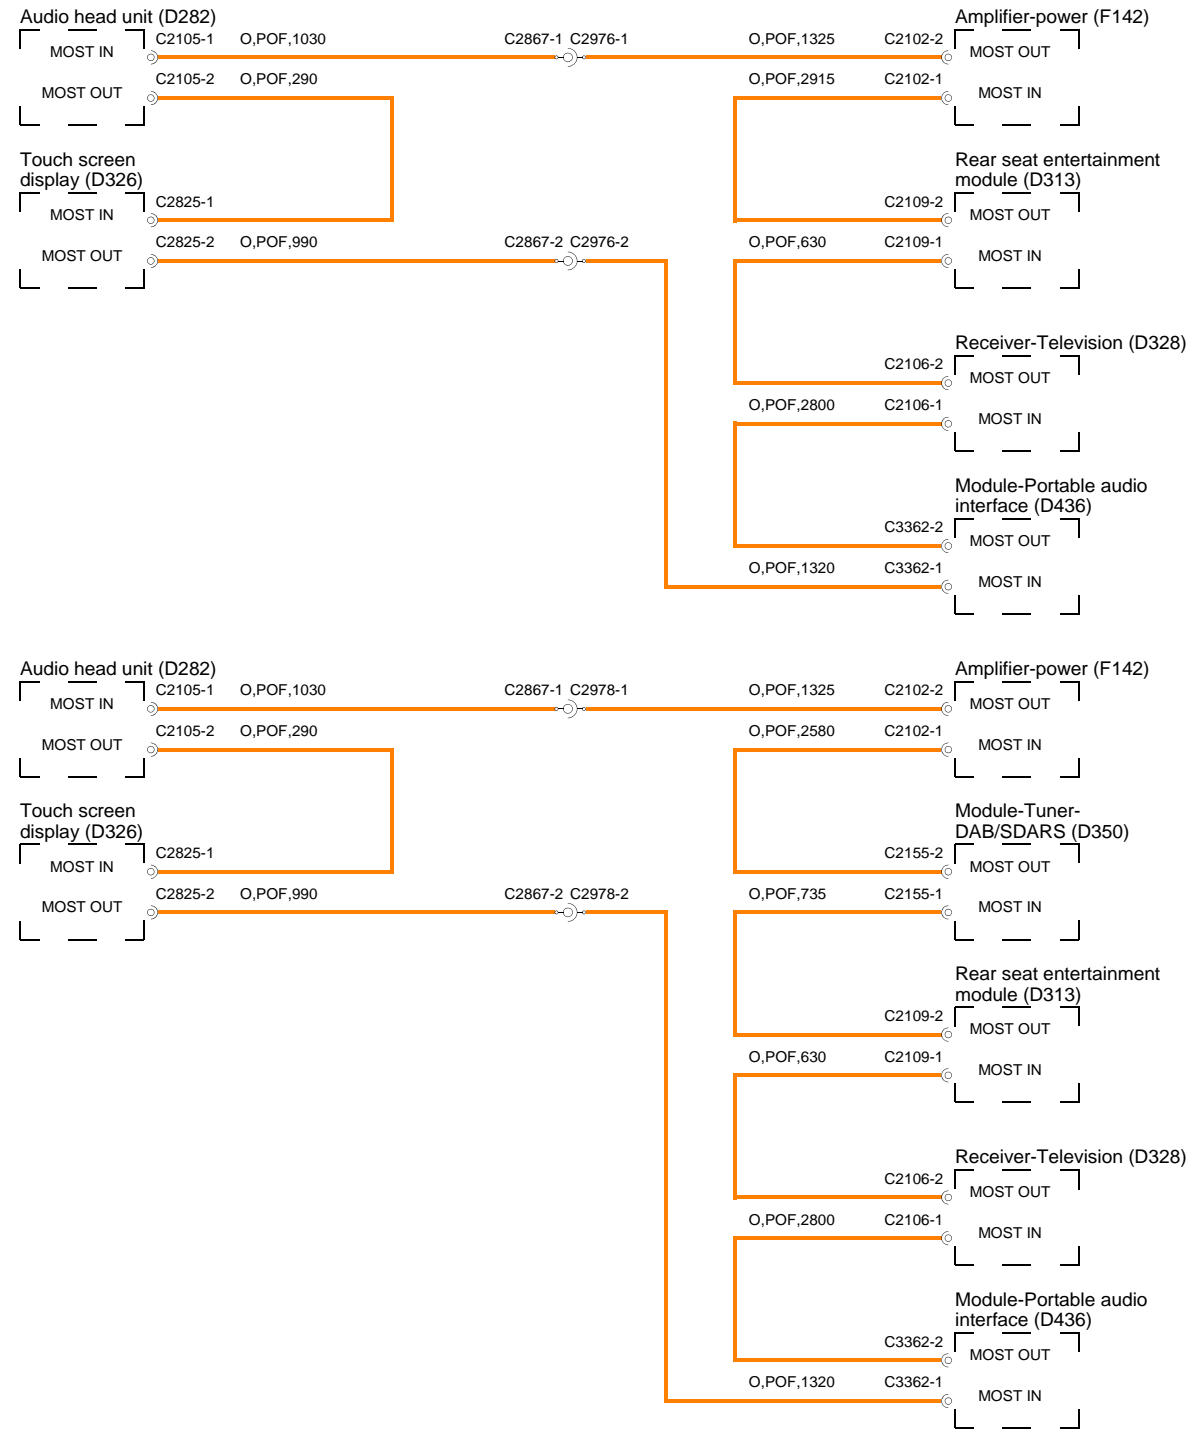 Audio head unit (D282)
MOST IN
C2105-1 O,POF,1030
C2867-1 C2976-1
O,POF,1325 C2102-2
Amplifier-power (F142)
MOST OUT
MOST OUT
C2105-2 O,POF,290
O,POF,2915 C2102-1
MOST IN
Touch screen
display (D326)
MOST IN
C2825-1
Rear seat entertainment
module (D313)
C2109-2
MOST OUT
MOST OUT
C2825-2 O,POF,990
C2867-2 C2976-2
O,POF,630 C2109-1
MOST IN
Receiver-Television (D328)
C2106-2
MOST OUT
O,POF,2800 C2106-1
MOST IN
Module-Portable audio
interface (D436)
C3362-2
MOST OUT
O,POF,1320 C3362-1
MOST IN
Audio head unit (D282)
MOST IN
C2105-1 O,POF,1030
C2867-1 C2978-1
O,POF,1325 C2102-2
Amplifier-power (F142)
MOST OUT
MOST OUT
C2105-2 O,POF,290
O,POF,2580 C2102-1
MOST IN
Touch screen
display (D326)
MOST IN
C2825-1
Module-Tuner-
DAB/SDARS (D350)
C2155-2
MOST OUT
MOST OUT
C2825-2 O,POF,990
C2867-2 C2978-2
O,POF,735 C2155-1
MOST IN
Rear seat entertainment
module (D313)
C2109-2
MOST OUT
O,POF,630 C2109-1
MOST IN
Receiver-Television (D328)
C2106-2
MOST OUT
O,POF,2800 C2106-1
MOST IN
Module-Portable audio
interface (D436)
C3362-2
MOST OUT
O,POF,1320 C3362-1
MOST IN